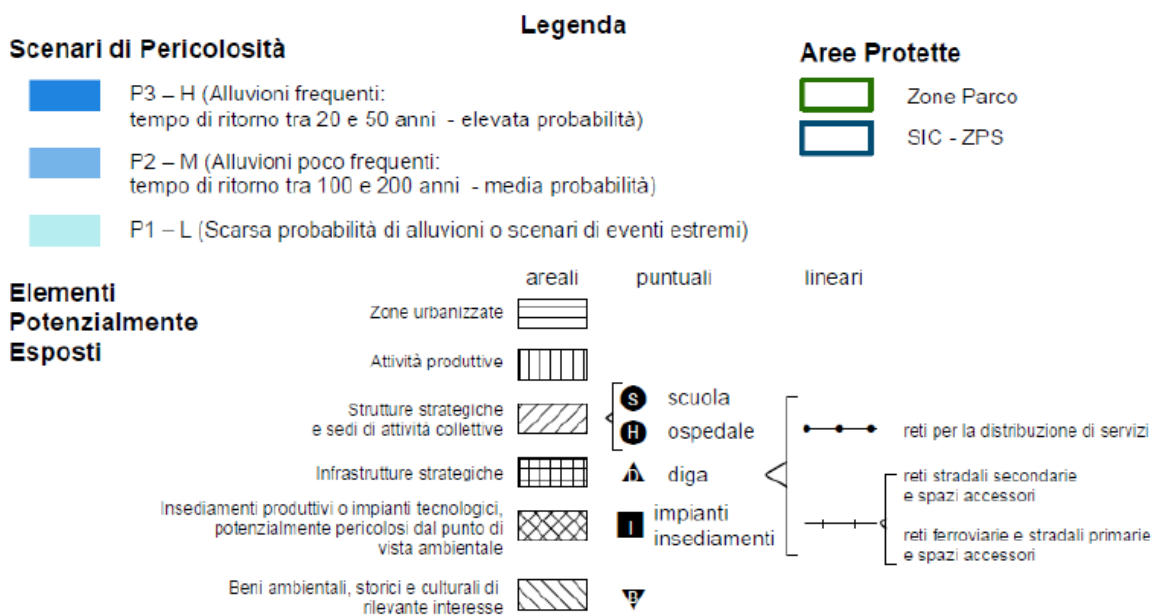 Legenda
Scenari di Pericolosità
P3 – H (Alluvioni frequenti:
tempo di ritorno tra 20 e 50 anni - elevata probabilità)
P2 – M (Alluvioni poco frequenti:
tempo di ritorno tra 100 e 200 anni - media probabilità)
P1 – L (Scarsa probabilità di alluvioni o scenari di eventi estremi)
Aree Protette
Zone Parco
SIC - ZPS
Elementi
Potenzialmente
Esposti
areali
puntuali
lineari
Zone urbanizzate
Attività produttive
Strutture strategiche
e sedi di attività collettive
S scuola
H ospedale
Infrastrutture strategiche
D diga
Insediamenti produttivi o impianti tecnologici,
potenzialmente pericolosi dal punto di
vista ambientale
I impianti
insediamenti
Beni ambientali, storici e culturali di
rilevante interesse
B
reti per la distribuzione di servizi
reti stradali secondarie
e spazi accessori
reti ferroviarie e stradali primarie
e spazi accessori